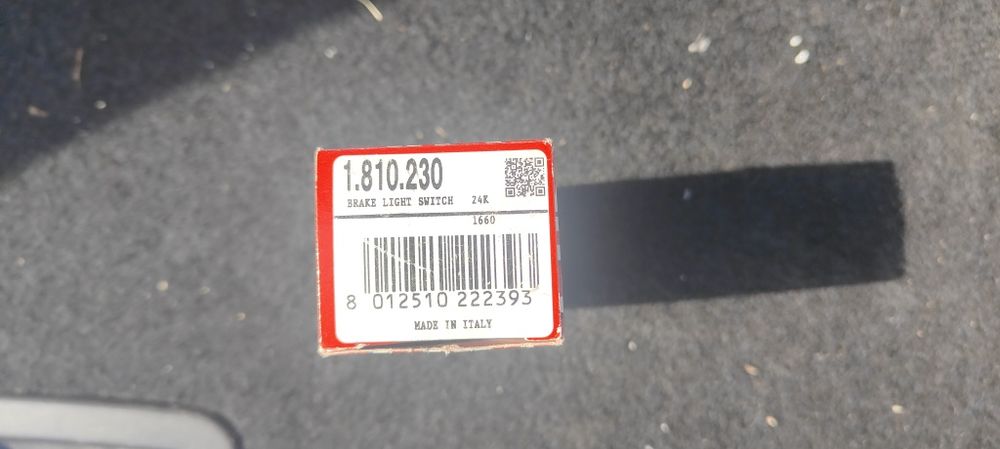 1.810.230
BRAKE LIGHT SWITCH 24K
1660
8 012510 222393
MADE IN ITALY